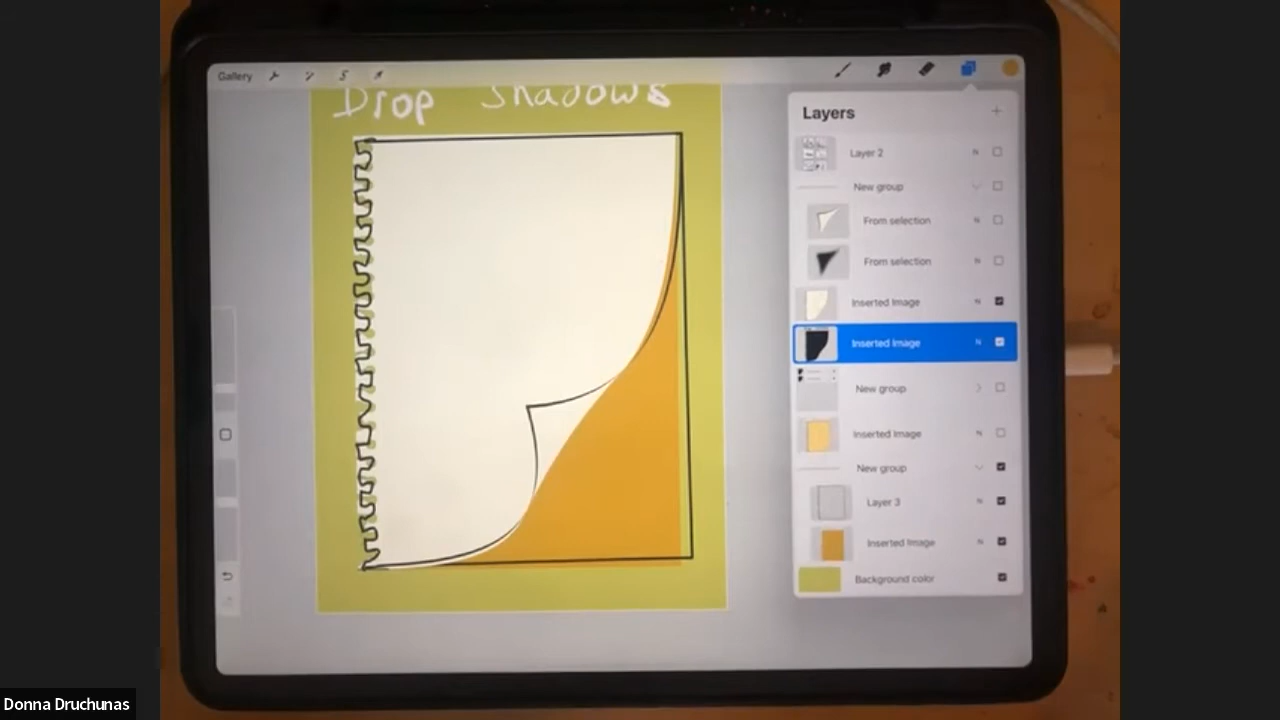 Gallery
Drop Shadows
Layers
Layer 2 N
New group
From selection N
From selection N
Inserted Image N
Inserted Image N
New group
Inserted Image N
New group
Layer 3 N
Inserted Image N
Background color
Donna Druchunas